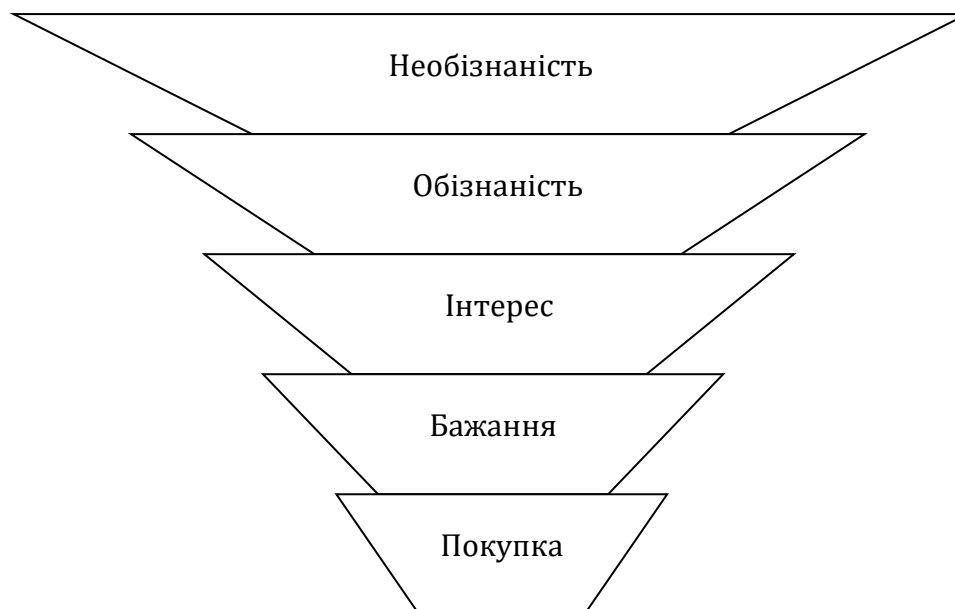 Необізнаність
Обізнаність
Інтерес
Бажання
Покупка